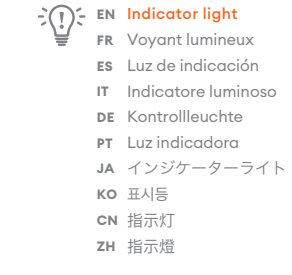 EN Indicator light
FR Voyant lumineux
ES Luz de indicación
IT Indicatore luminoso
DE Kontrollleuchte
PT Luz indicadora
JA インジケーターライト
KO 표시등
CN 指示灯
ZH 指示燈